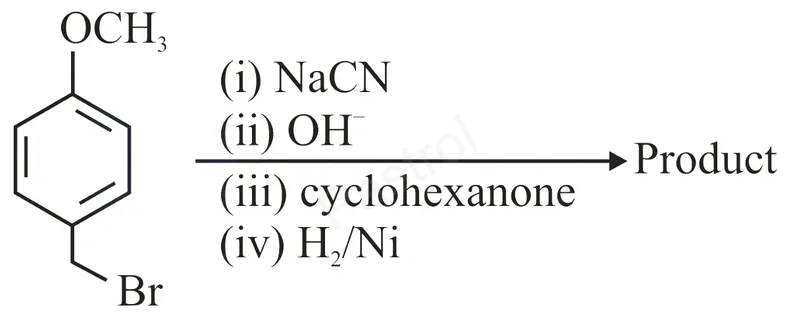 OCH₃
(i) NaCN
(ii) OH⁻
(iii) cyclohexanone
(iv) H₂/Ni
Product
Br